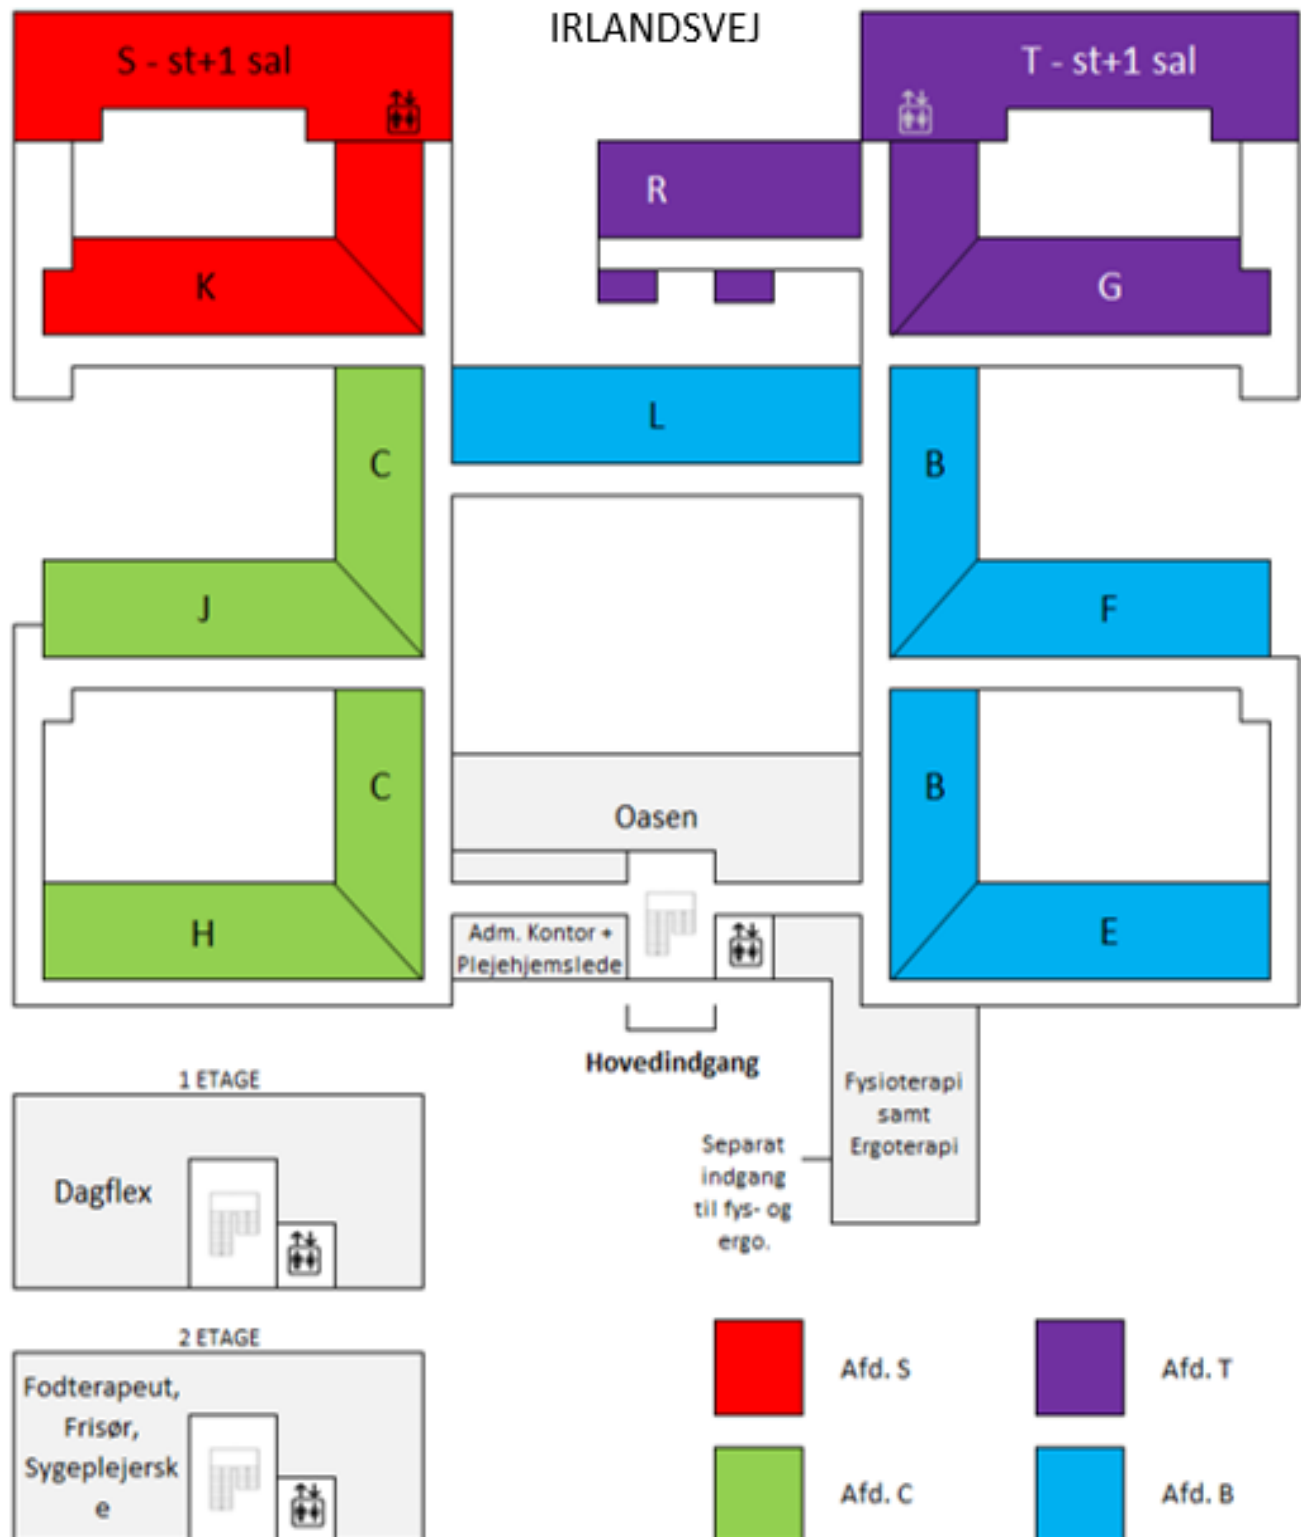 IRLANDSVEJ
S - st+1 sal
T - st+1 sal
R
K
G
C
L
B
J
F
C
B
Oasen
H
E
Adm. Kontor +
Plejehjemslede
Hovedindgang
1 ETAGE
Fysioterapi
samt
Ergoterapi
Separat
indgang
til fys- og
ergo.
Dagflex
2 ETAGE
Fodterapeut,
Frisør,
Sygeplejersk
e
Afd. S
Afd. T
Afd. C
Afd. B